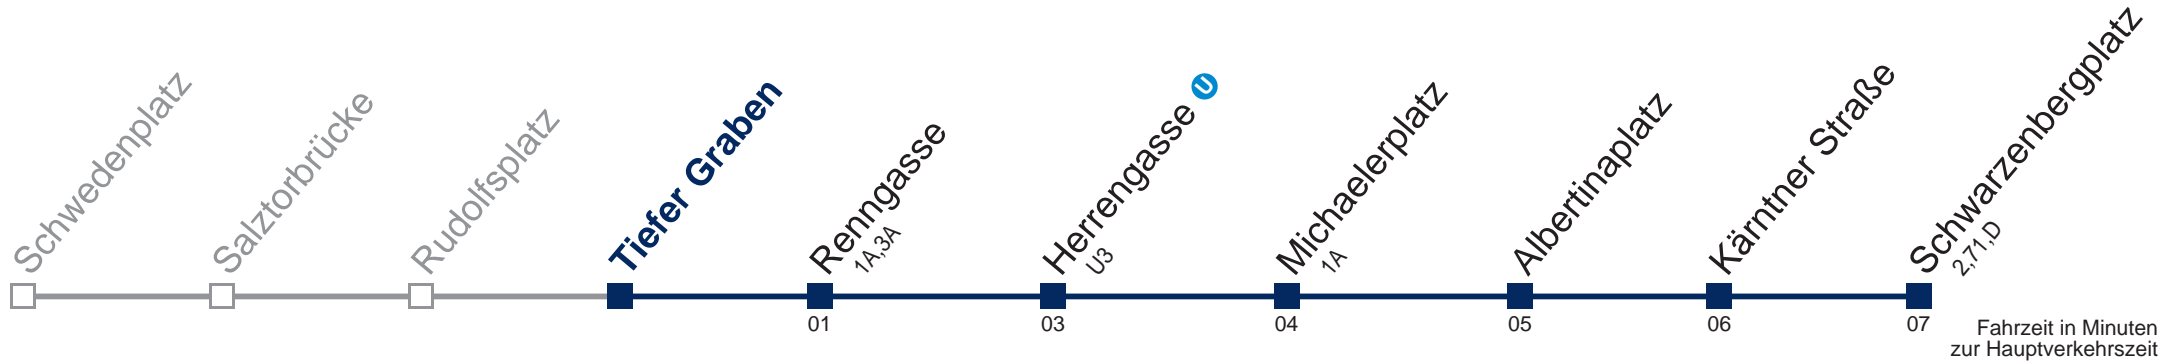 Schwedenplatz
Salztorbrücke
Rudolfsplatz
Tiefer Graben
Renngasse
1A,3A
Herrengasse U
U3
Michaelerplatz
1A
Albertinaplatz
Kärntner Straße
Schwarzenbergplatz
2,71,D
01
03
04
05
06
07
Fahrzeit in Minuten
zur Hauptverkehrszeit